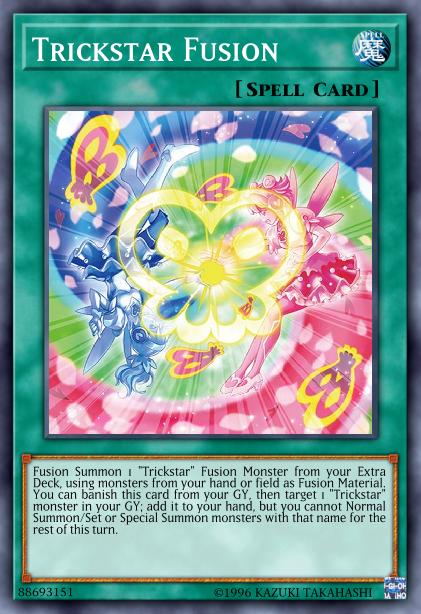 Trickstar Fusion
SPELL
魔
[Spell Card]
Fusion Summon 1 "Trickstar" Fusion Monster from your Extra
Deck, using monsters from your hand or field as Fusion Material.
You can banish this card from your GY, then target 1 "Trickstar"
monster in your GY; add it to your hand, but you cannot Normal
Summon/Set or Special Summon monsters with that name for the
rest of this turn.
88693151
©1996 KAZUKI TAKAHASHI